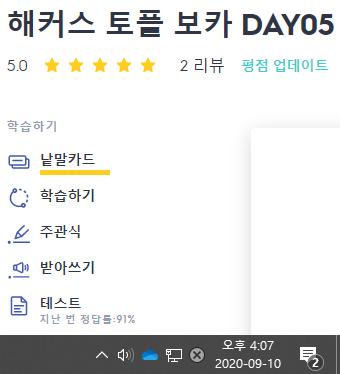 해커스 토플 보카 DAY05
5.0 2 리뷰 평점 업데이트
학습하기
낱말카드
학습하기
주관식
받아쓰기
테스트
지난 번 정답률:91%
오후 4:07
2020-09-10
2